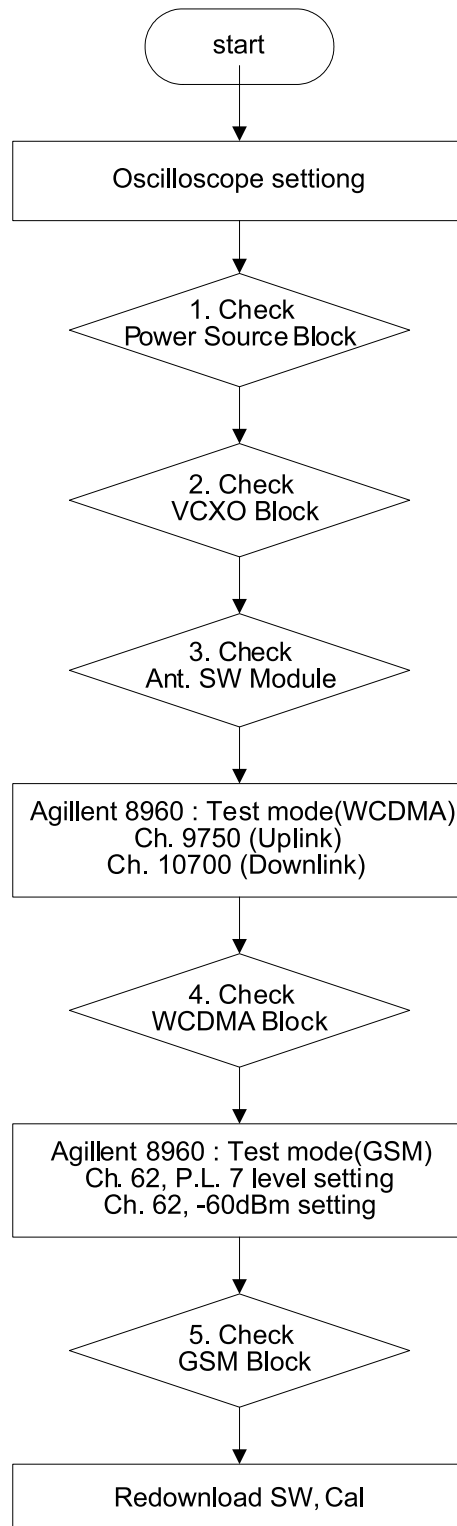 start
Oscilloscope settiong
1. Check
Power Source Block
2. Check
VCXO Block
3. Check
Ant. SW Module
Agillent 8960 : Test mode(WCDMA)
Ch. 9750 (Uplink)
Ch. 10700 (Downlink)
4. Check
WCDMA Block
Agillent 8960 : Test mode(GSM)
Ch. 62, P.L. 7 level setting
Ch. 62, -60dBm setting
5. Check
GSM Block
Redownload SW, Cal